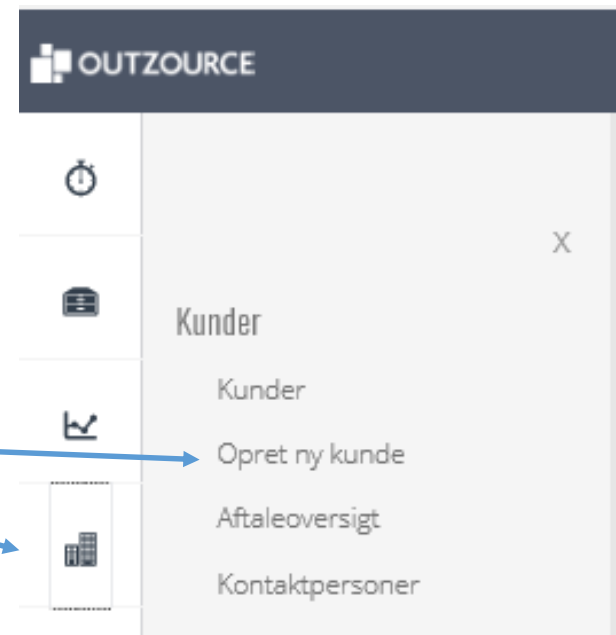 OUTZOURCE
X
Kunder
Kunder
Opret ny kunde
Aftaleoversigt
Kontaktpersoner